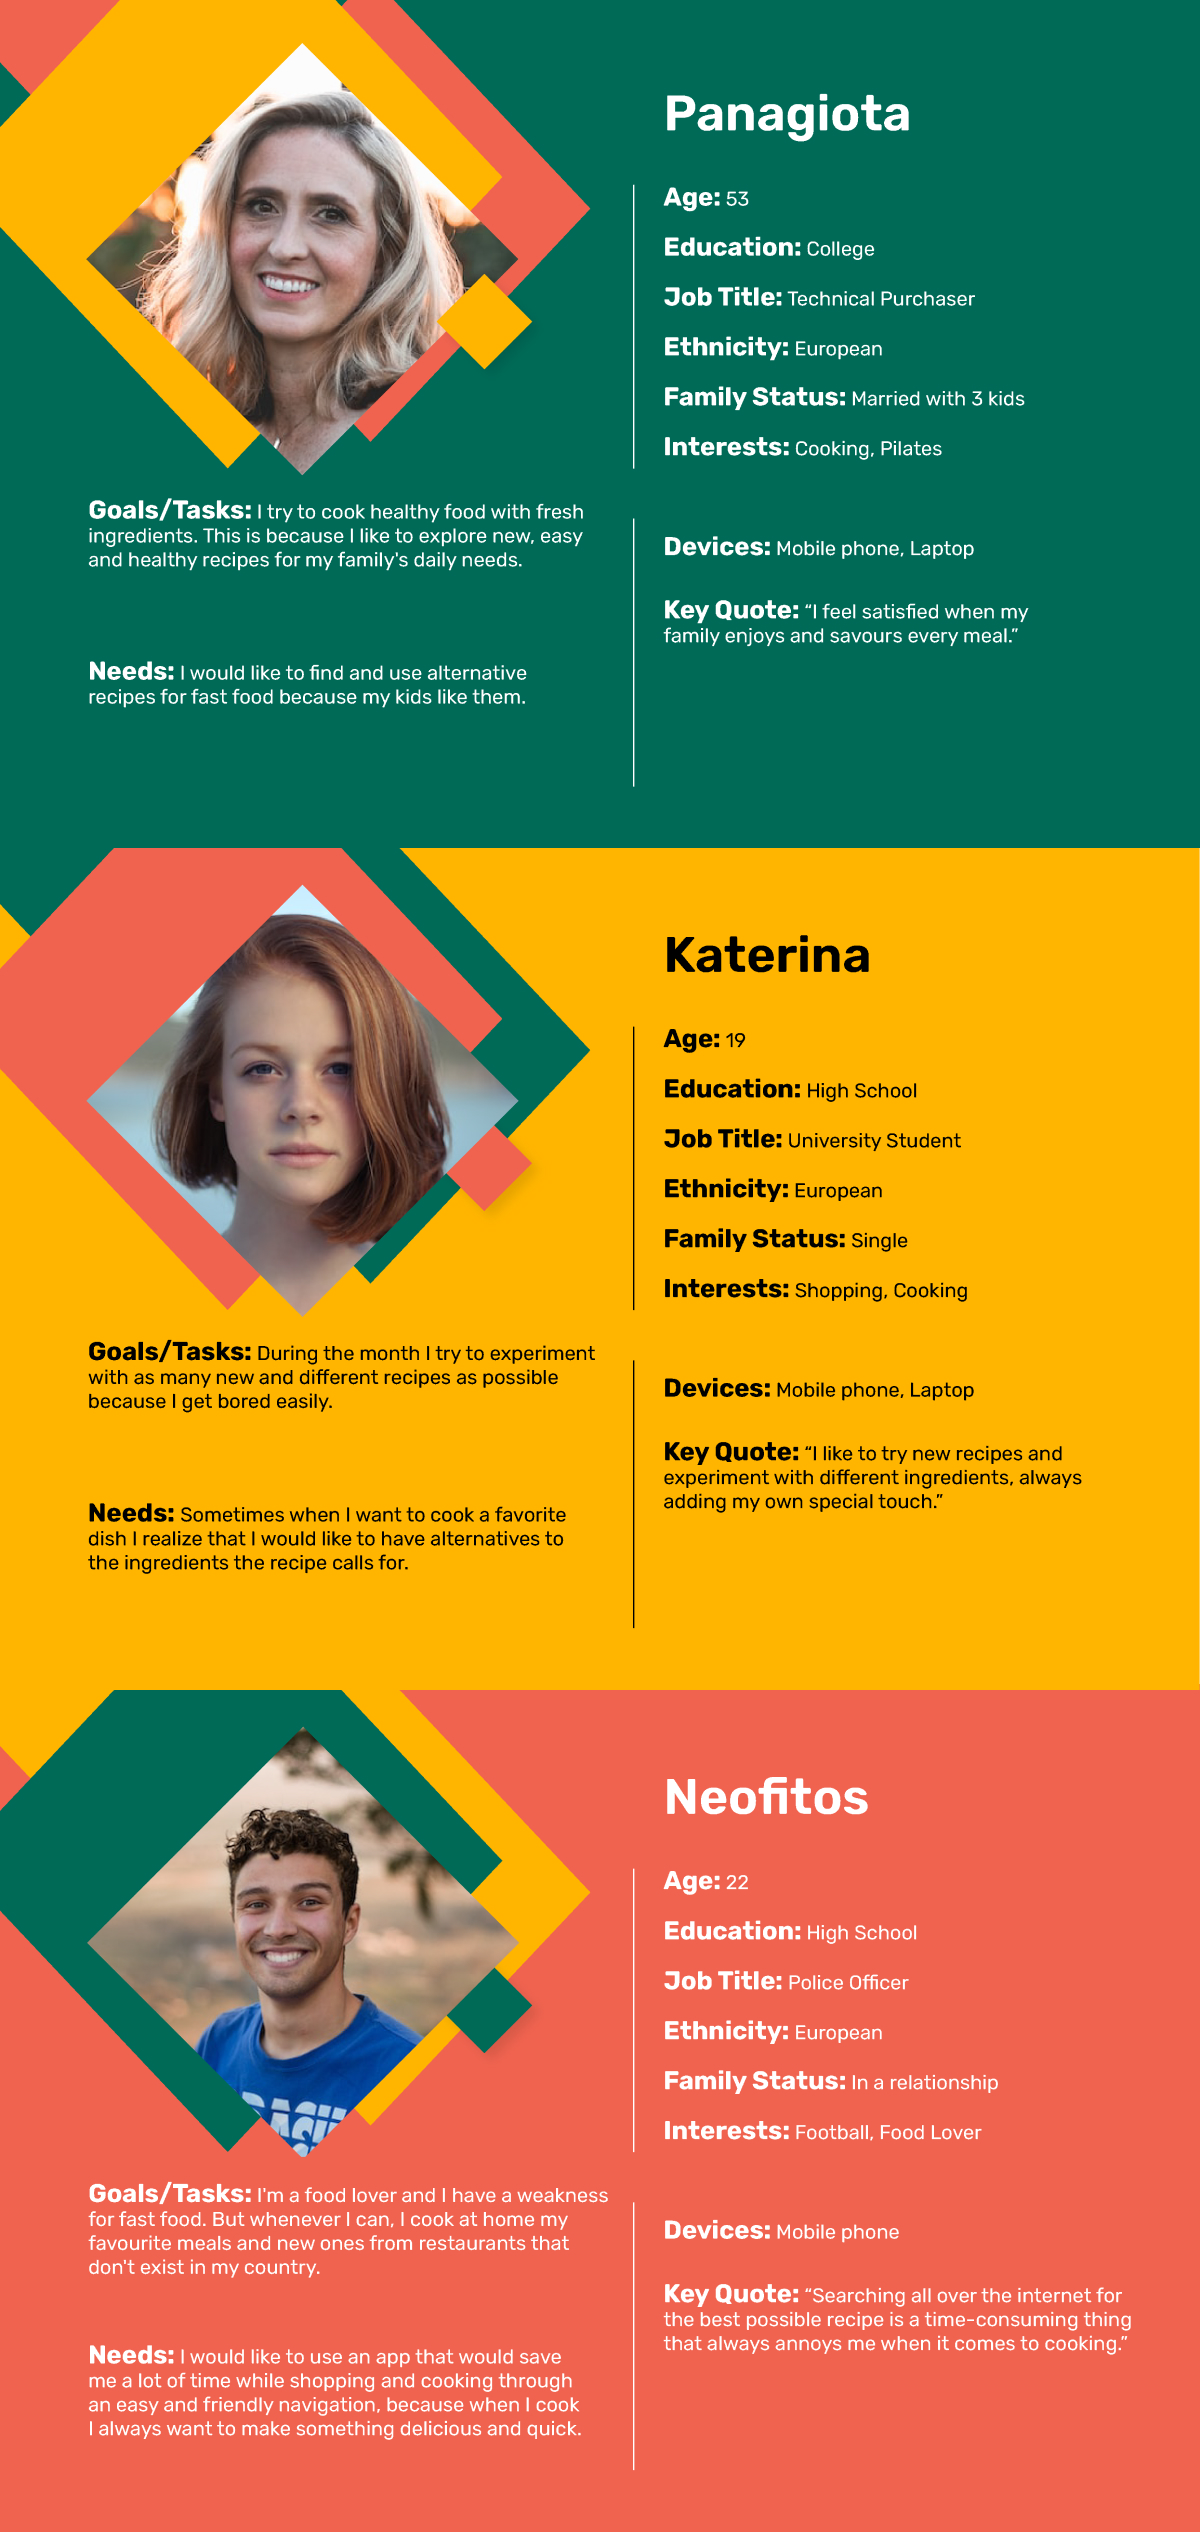 Panagiota
Age: 53
Education: College
Job Title: Technical Purchaser
Ethnicity: European
Family Status: Married with 3 kids
Interests: Cooking, Pilates
Goals/Tasks: I try to cook healthy food with fresh
ingredients. This is because I like to explore new, easy
and healthy recipes for my family's daily needs.
Needs: I would like to find and use alternative
recipes for fast food because my kids like them.
Devices: Mobile phone, Laptop
Key Quote: “I feel satisfied when my
family enjoys and savours every meal.”
Katerina
Age: 19
Education: High School
Job Title: University Student
Ethnicity: European
Family Status: Single
Interests: Shopping, Cooking
Goals/Tasks: During the month I try to experiment
with as many new and different recipes as possible
because I get bored easily.
Needs: Sometimes when I want to cook a favorite
dish I realize that I would like to have alternatives to
the ingredients the recipe calls for.
Devices: Mobile phone, Laptop
Key Quote: “I like to try new recipes and
experiment with different ingredients, always
adding my own special touch.”
Neofitos
Age: 22
Education: High School
Job Title: Police Officer
Ethnicity: European
Family Status: In a relationship
Interests: Football, Food Lover
Goals/Tasks: I'm a food lover and I have a weakness
for fast food. But whenever I can, I cook at home my
favourite meals and new ones from restaurants that
don't exist in my country.
Needs: I would like to use an app that would save
me a lot of time while shopping and cooking through
an easy and friendly navigation, because when I cook
I always want to make something delicious and quick.
Devices: Mobile phone
Key Quote: “Searching all over the internet for
the best possible recipe is a time-consuming thing
that always annoys me when it comes to cooking.”